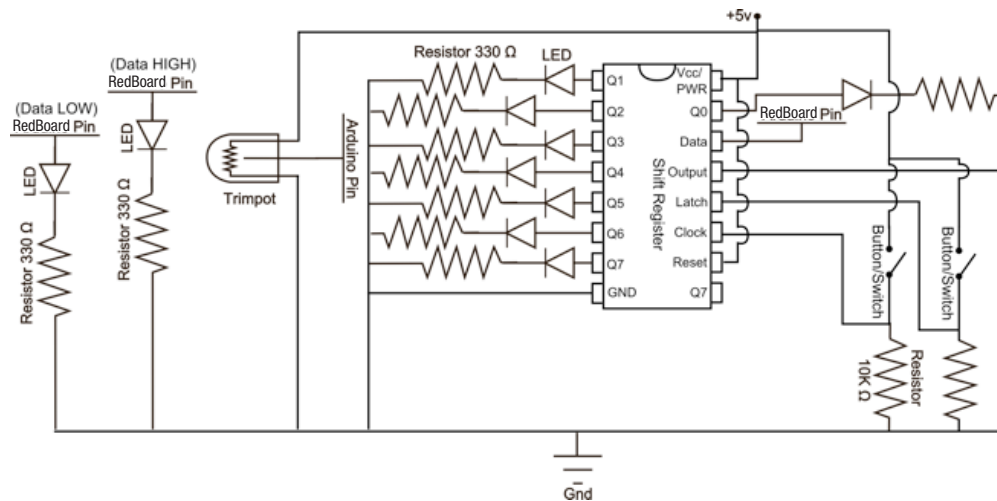 +5v
(Data HIGH)
RedBoard Pin
LED
Resistor 330 Ω
(Data LOW)
RedBoard Pin
LED
Resistor 330 Ω
Trimpot
Arduino Pin
Resistor 330 Ω
LED
Q1
Q2
Q3
Q4
Q5
Q6
Q7
GND
Shift Register
Vcc/
PWR
Q0
Data
Output
Latch
Clock
Reset
Q7
RedBoard Pin
Button/Switch
Button/Switch
Resistor
10K Ω
Gnd